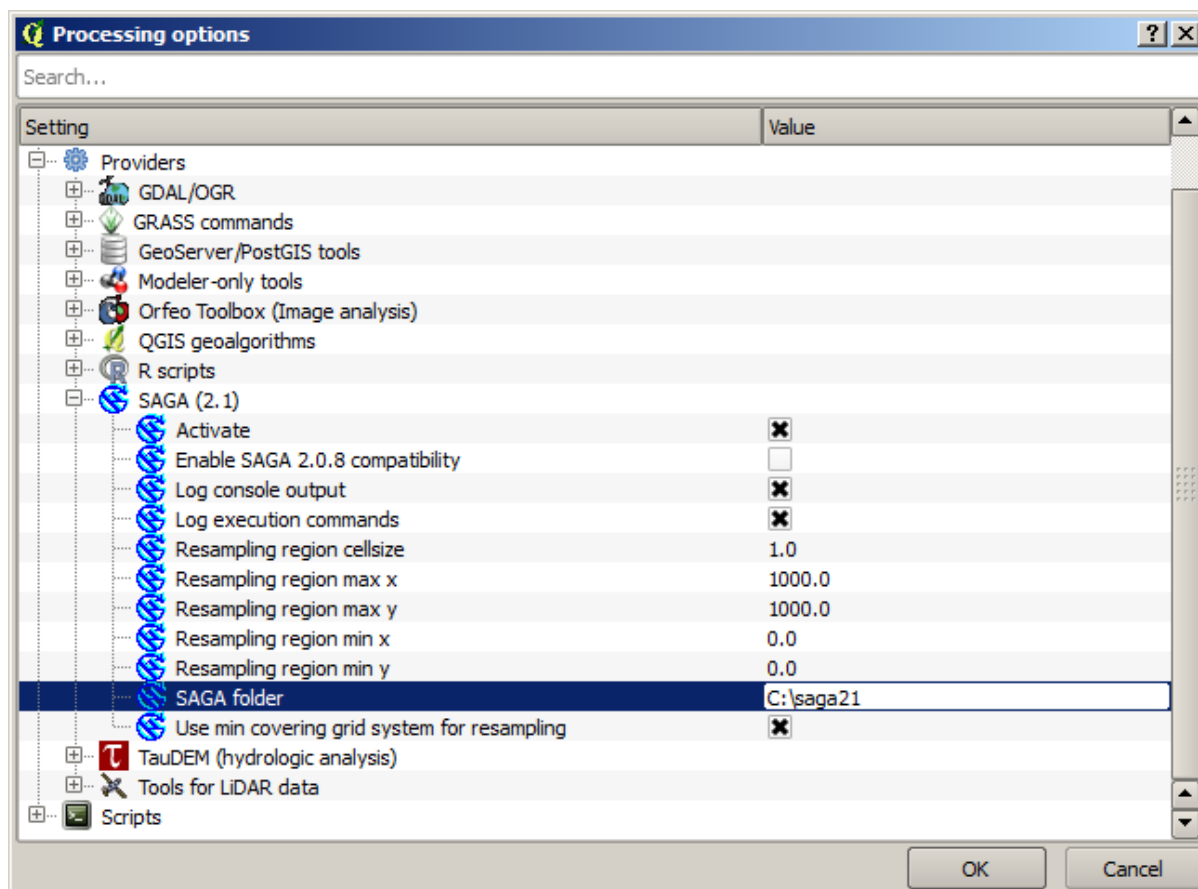 Processing options
Search...
Setting Value
Providers
GDAL/OGR
GRASS commands
GeoServer/PostGIS tools
Modeler-only tools
Orfeo Toolbox (Image analysis)
QGIS geoalgorithms
R scripts
SAGA (2.1)
Activate
Enable SAGA 2.0.8 compatibility
Log console output
Log execution commands
Resampling region cellsize 1.0
Resampling region max x 1000.0
Resampling region max y 1000.0
Resampling region min x 0.0
Resampling region min y 0.0
SAGA folder C:\saga21
Use min covering grid system for resampling
TauDEM (hydrologic analysis)
Tools for LiDAR data
Scripts
OK Cancel